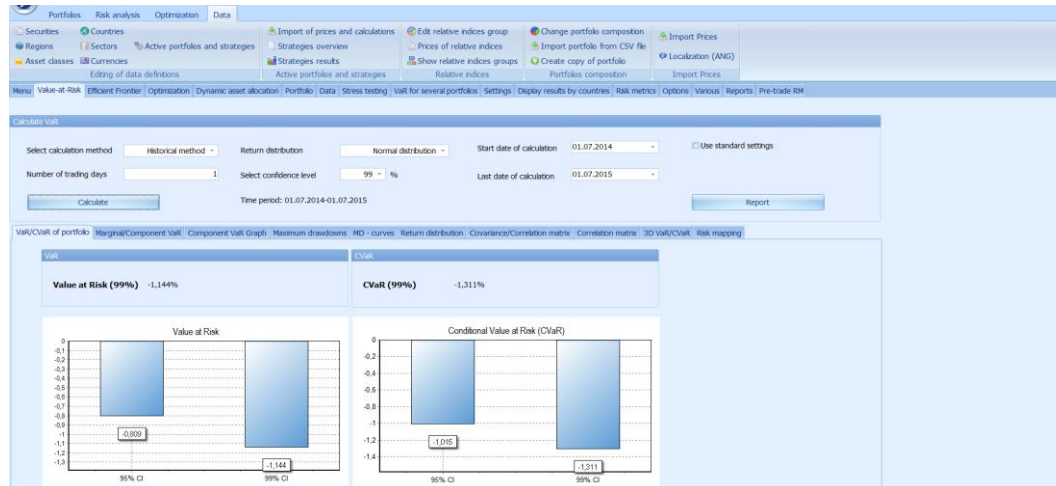 Portfolios Risk analysis Optimization Data
Securities Countries Import of prices and calculations Edit relative indices group Change portfolio composition Import Prices
Regions Sectors Active portfolios and strategies Strategies overview Prices of relative indices Import portfolio from CSV file Localization (ANG)
Asset classes Currencies Strategies results Show relative indices groups Create copy of portfolio
Editing of data definitions Active portfolios and strategies Relative indices Portfolios composition Import Prices
Menu Value-at-Risk Efficient Frontier Optimization Dynamic asset allocation Portfolio Data Stress testing VaR for several portfolios Settings Display results by countries Risk metrics Options Various Reports Pre-trade RM
Calculate VaR
Select calculation method Historical method Return distribution Normal distribution Start date of calculation 01.07.2014 Use standard settings
Number of trading days 1 Select confidence level 99 % Last date of calculation 01.07.2015
Calculate Time period: 01.07.2014-01.07.2015 Report
VaR/CVaR of portfolio Marginal/Component VaR Component VaR Graph Maximum drawdowns MD - curves Return distribution Covariance/Correlation matrix Correlation matrix 3D VaR/CVaR Risk mapping
VaR CVaR
Value at Risk (99%) -1,144% CVaR (99%) -1,311%
Value at Risk
0
-0,1
-0,2
-0,3
-0,4
-0,5
-0,6
-0,7
-0,8
-0,9
-1
-1,1
-1,2
-1,3
-0,809
-1,144
95% CI 99% CI
Conditional Value at Risk (CVaR)
0
-0,2
-0,4
-0,6
-0,8
-1
-1,2
-1,4
-1,015
-1,311
95% CI 99% CI